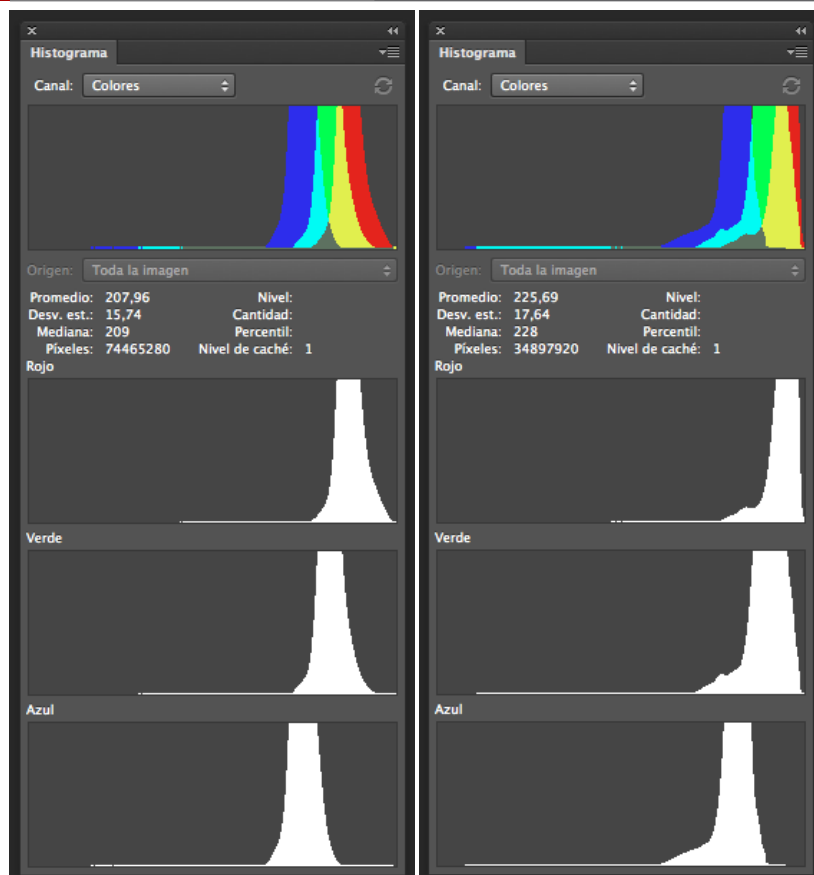 Histograma
Canal: Colores
Origen: Toda la imagen
Promedio: 207,96 Nivel:
Desv. est.: 15,74 Cantidad:
Mediana: 209 Percentil:
Píxeles: 74465280 Nivel de caché: 1
Rojo
Verde
Azul
Histograma
Canal: Colores
Origen: Toda la imagen
Promedio: 225,69 Nivel:
Desv. est.: 17,64 Cantidad:
Mediana: 228 Percentil:
Píxeles: 34897920 Nivel de caché: 1
Rojo
Verde
Azul